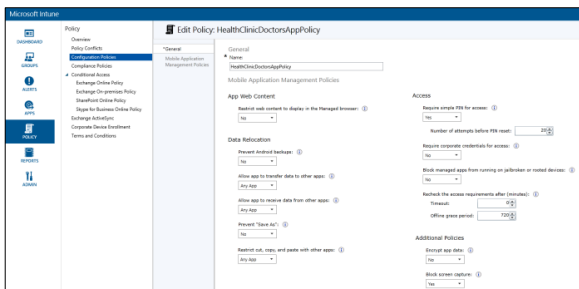 Microsoft Intune
DASHBOARD
GROUPS
ALERTS
APPS
POLICY
REPORTS
ADMIN
Policy
Overview
Policy Conflicts
Configuration Policies
Compliance Policies
Conditional Access
Exchange Online Policy
Exchange On-premises Policy
SharePoint Online Policy
Skype for Business Online Policy
Exchange ActiveSync
Corporate Device Enrollment
Terms and Conditions
Edit Policy: HealthClinicDoctorsAppPolicy
*General
Mobile Application
Management Policies
General
* Name
HealthClinicDoctorsAppPolicy
Mobile Application Management Policies
App Web Content
Restrict web content to display in the Managed browser:
No
Data Relocation
Prevent Android backups:
No
Allow app to transfer data to other apps:
Any App
Allow app to receive data from other apps:
Any App
Prevent "Save As":
No
Restrict cut, copy, and paste with other apps:
Any App
Access
Require simple PIN for access:
Yes
Number of attempts before PIN reset: 20
Require corporate credentials for access:
No
Block managed apps from running on jailbroken or rooted devices:
No
Recheck the access requirements after (minutes):
Timeout: 0
Offline grace period: 720
Additional Policies
Encrypt app data:
No
Block screen capture:
Yes